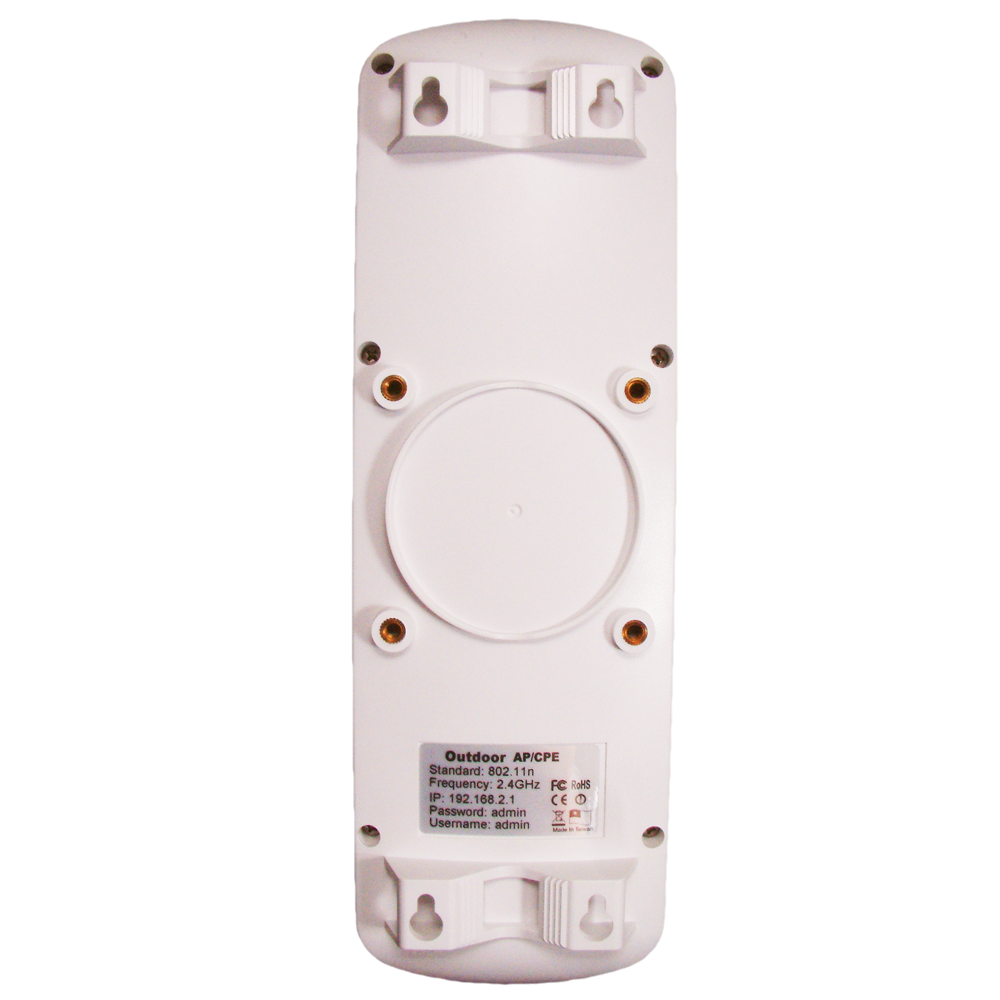 Outdoor AP/CPE
Standard: 802.11n
Frequency: 2.4GHz
FC RoHS
IP: 192.168.2.1
CE
Password: admin
Username: admin
Made In Taiwan